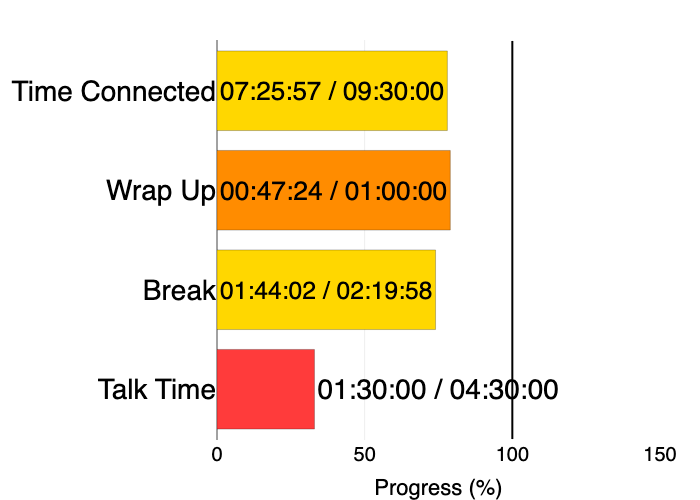 Time Connected 07:25:57 / 09:30:00
Wrap Up 00:47:24 / 01:00:00
Break 01:44:02 / 02:19:58
Talk Time 01:30:00 / 04:30:00
0 50 100 150
Progress (%)